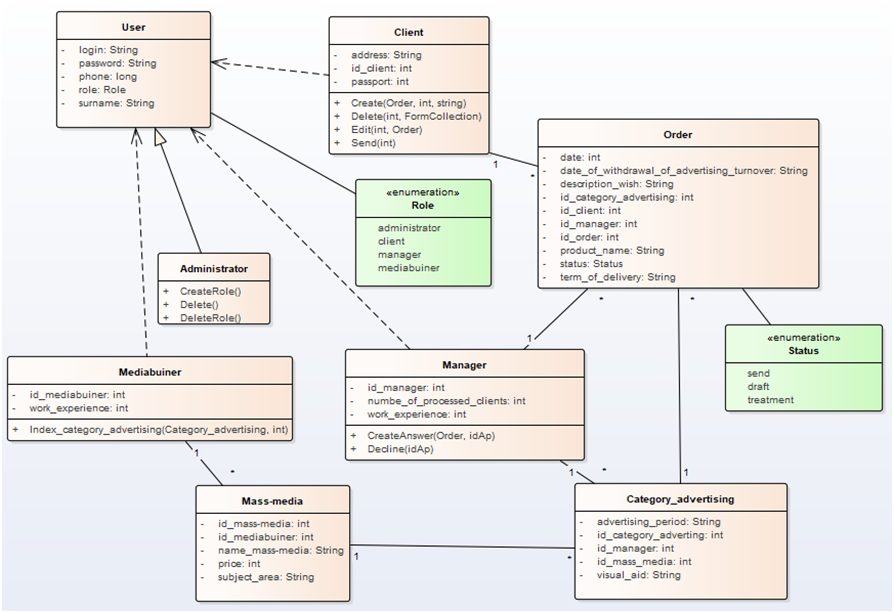 User
- login: String
- password: String
- phone: long
- role: Role
- surname: String
Client
- address: String
- id_client: int
- passport: int
+ Create(Order, int, string)
+ Delete(int, FormCollection)
+ Edit(int, Order)
+ Send(int)
1
*
Order
- date: int
- date_of_withdrawal_of_advertising_turnover: String
- description_wish: String
- id_category_advertising: int
- id_client: int
- id_manager: int
- id_order: int
- product_name: String
- status: Status
- term_of_delivery: String
«enumeration»
Role
administrator
client
manager
mediabuiner
Administrator
+ CreateRole()
+ Delete()
+ DeleteRole()
*
*
1
«enumeration»
Status
send
draft
treatment
Mediabuiner
- id_mediabuiner: int
- work_experience: int
+ Index_category_advertising(Category_advertising, int)
Manager
- id_manager: int
- numbe_of_processed_clients: int
- work_experience: int
+ CreateAnswer(Order, idAp)
+ Decline(idAp)
1
*
1
*
1
Mass-media
- id_mass-media: int
- id_mediabuiner: int
- name_mass-media: String
- price: int
- subject_area: String
1
*
Category_advertising
- advertising_period: String
- id_category_adverting: int
- id_manager: int
- id_mass_media: int
- visual_aid: String